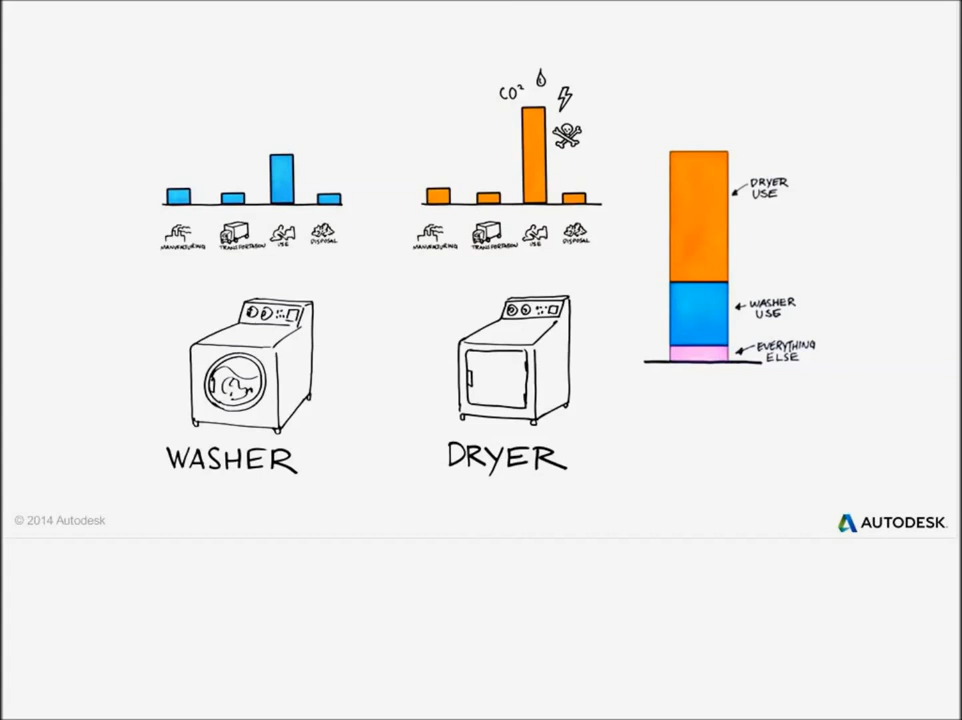 CO²
MANUFACTURING
TRANSPORTATION
USE
DISPOSAL
MANUFACTURING
TRANSPORTATION
USE
DISPOSAL
DRYER
USE
WASHER
USE
EVERYTHING
ELSE
WASHER
DRYER
© 2014 Autodesk
AUTODESK.